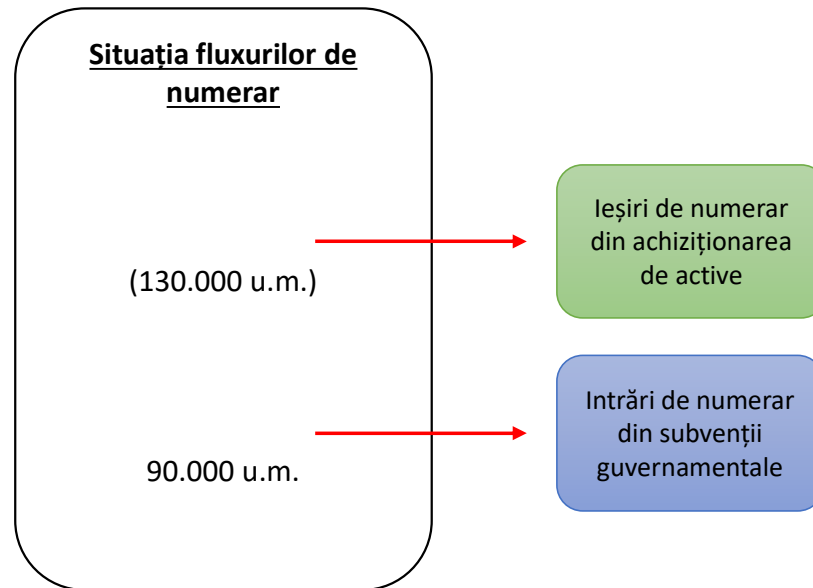 Situația fluxurilor de
numerar
Ieșiri de numerar
din achiziționarea
de active
(130.000 u.m.)
Intrări de numerar
din subvenții
guvernamentale
90.000 u.m.